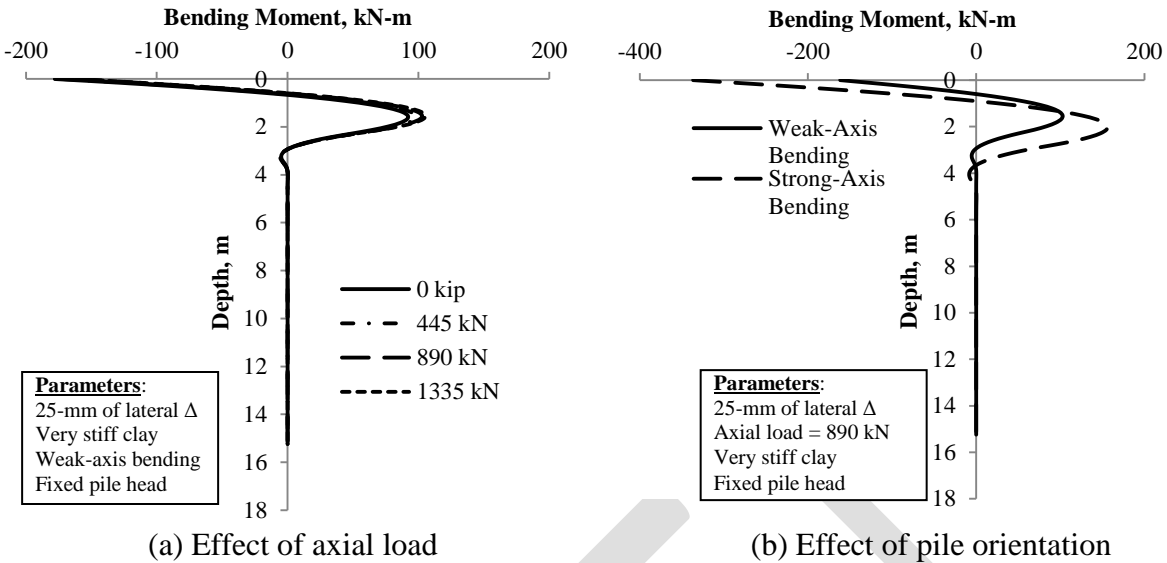 Bending Moment, kN-m
-200 -100 0 100 200
0
2
4
6
8
10
12
14
16
18
Depth, m
0 kip
445 kN
890 kN
1335 kN
Parameters:
25-mm of lateral Δ
Very stiff clay
Weak-axis bending
Fixed pile head
(a) Effect of axial load
Bending Moment, kN-m
-400 -200 0 200
0
2
4
6
8
10
12
14
16
18
Depth, m
Weak-Axis
Bending
Strong-Axis
Bending
Parameters:
25-mm of lateral Δ
Axial load = 890 kN
Very stiff clay
Fixed pile head
(b) Effect of pile orientation